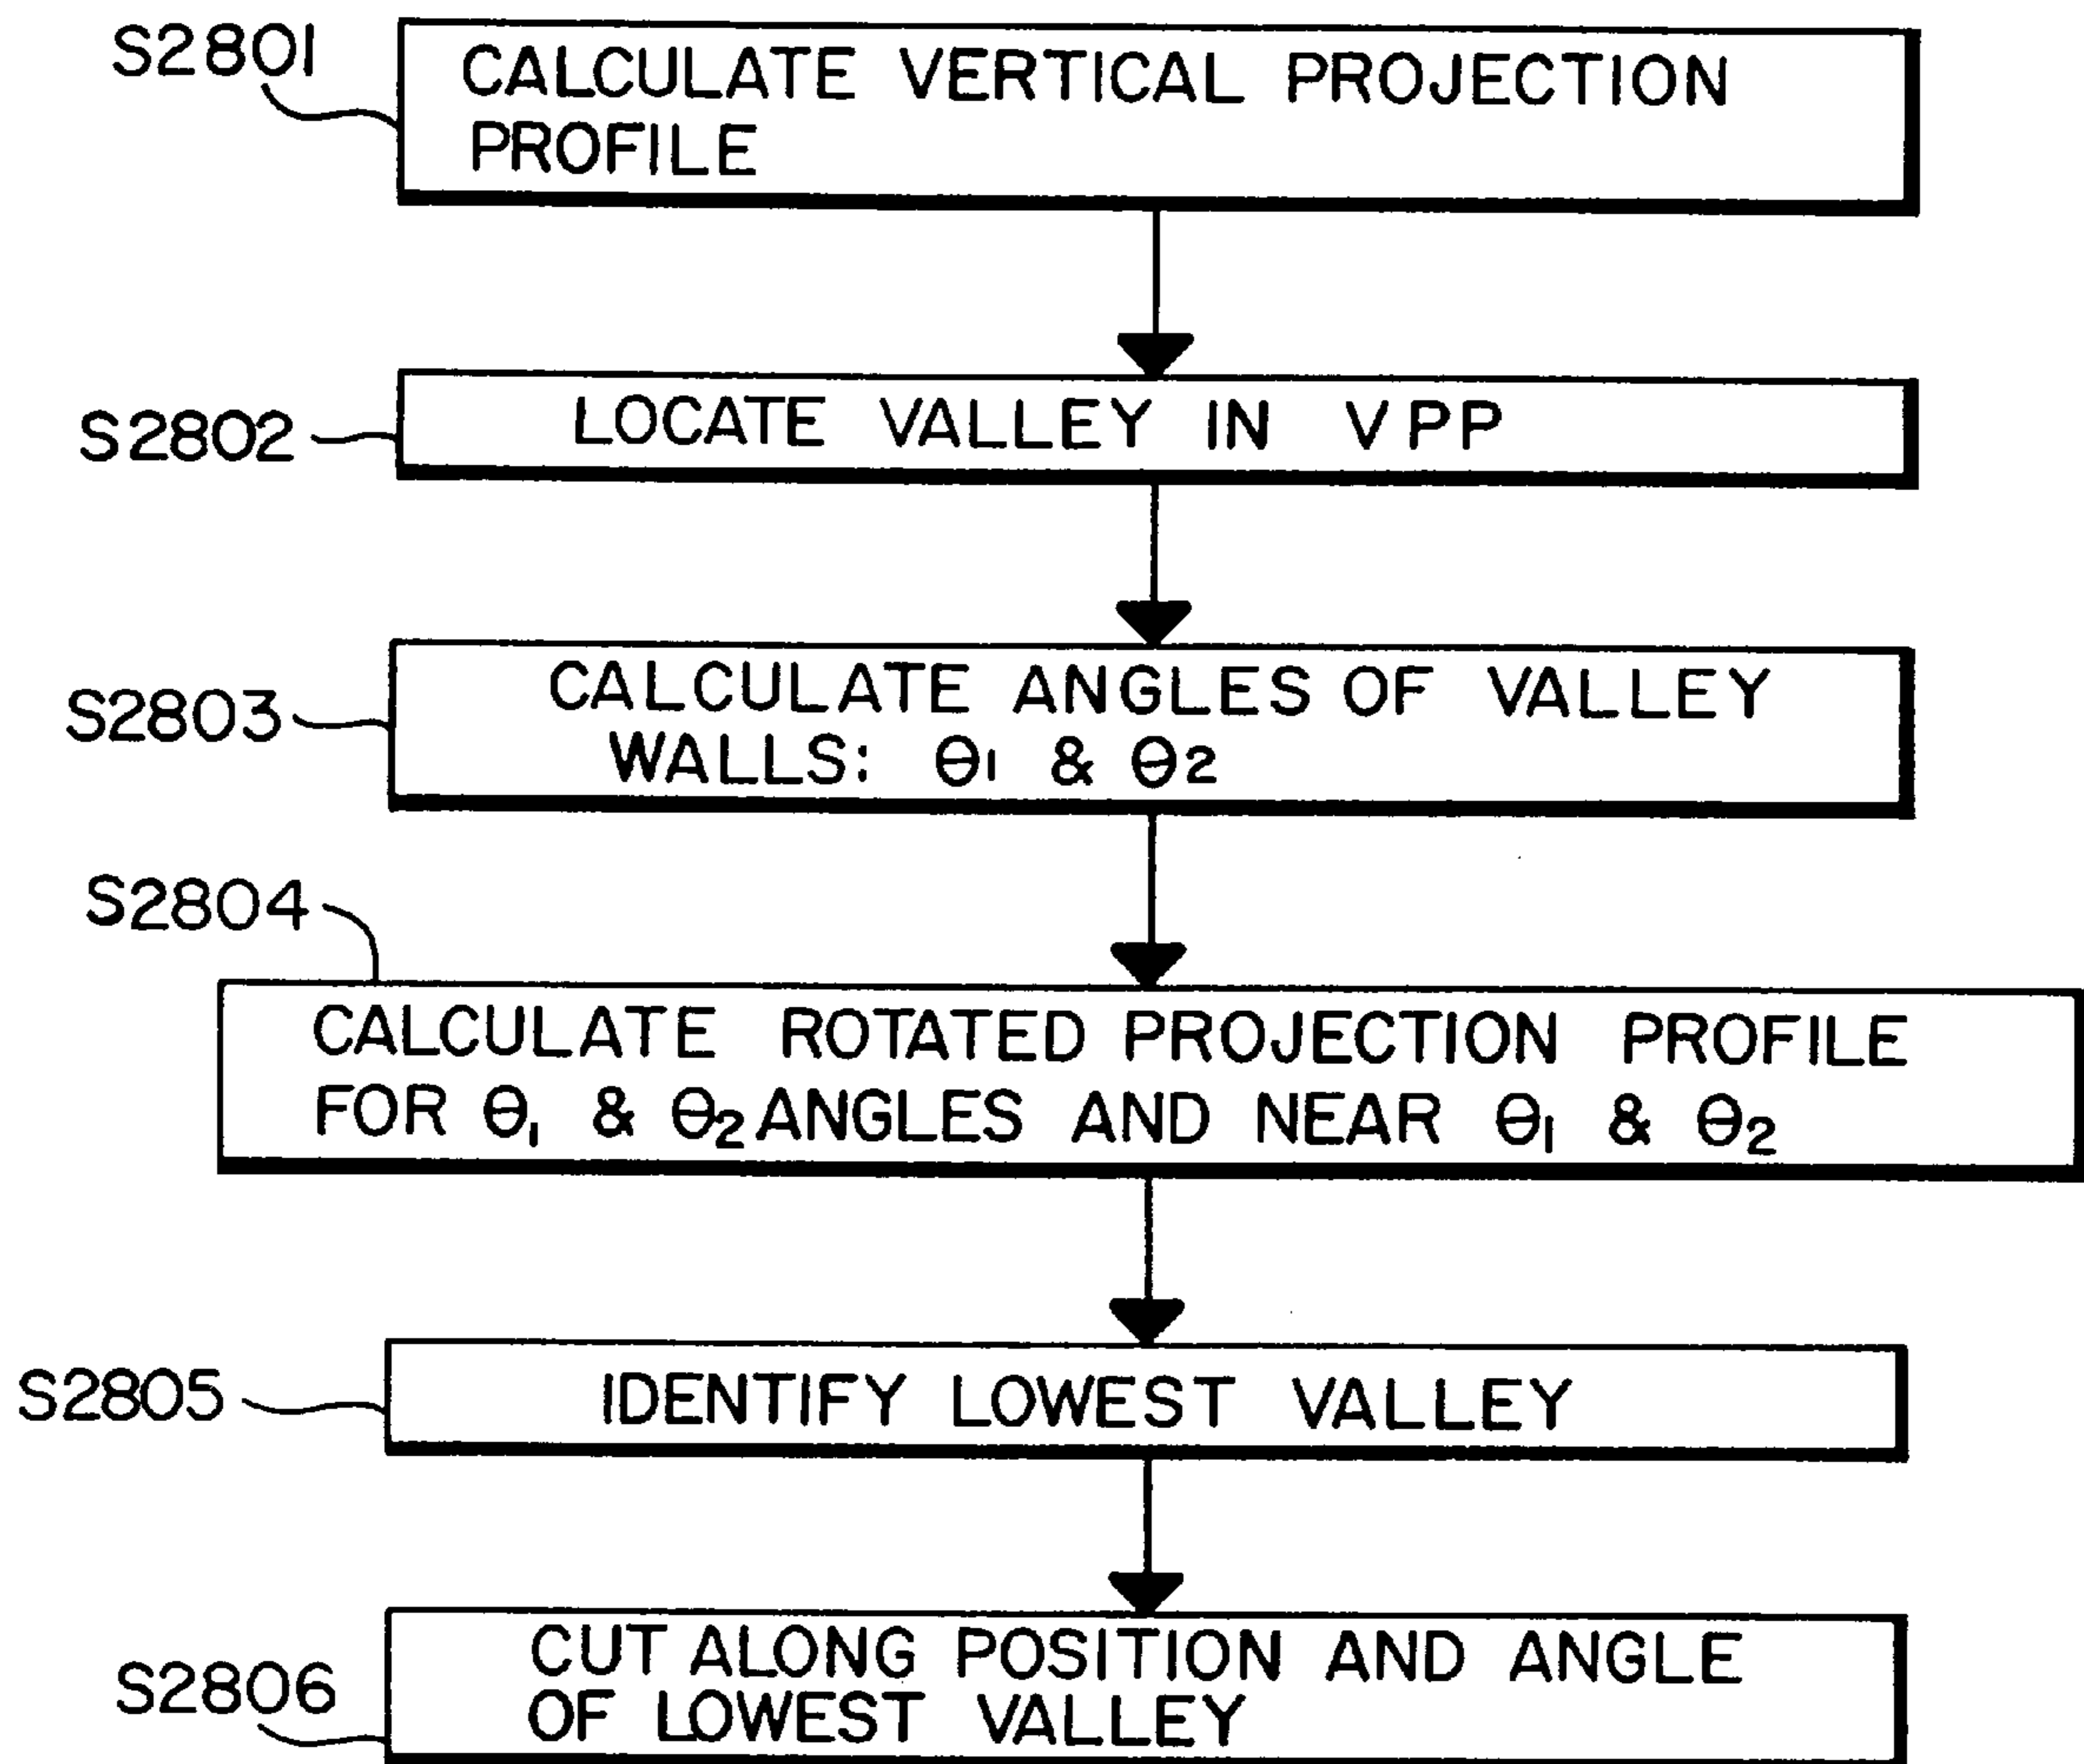 S2801
CALCULATE VERTICAL PROJECTION
PROFILE
S2802
LOCATE VALLEY IN VPP
S2803
CALCULATE ANGLES OF VALLEY
WALLS: Θ1 & Θ2
S2804
CALCULATE ROTATED PROJECTION PROFILE
FOR Θ1 & Θ2 ANGLES AND NEAR Θ1 & Θ2
S2805
IDENTIFY LOWEST VALLEY
S2806
CUT ALONG POSITION AND ANGLE
OF LOWEST VALLEY